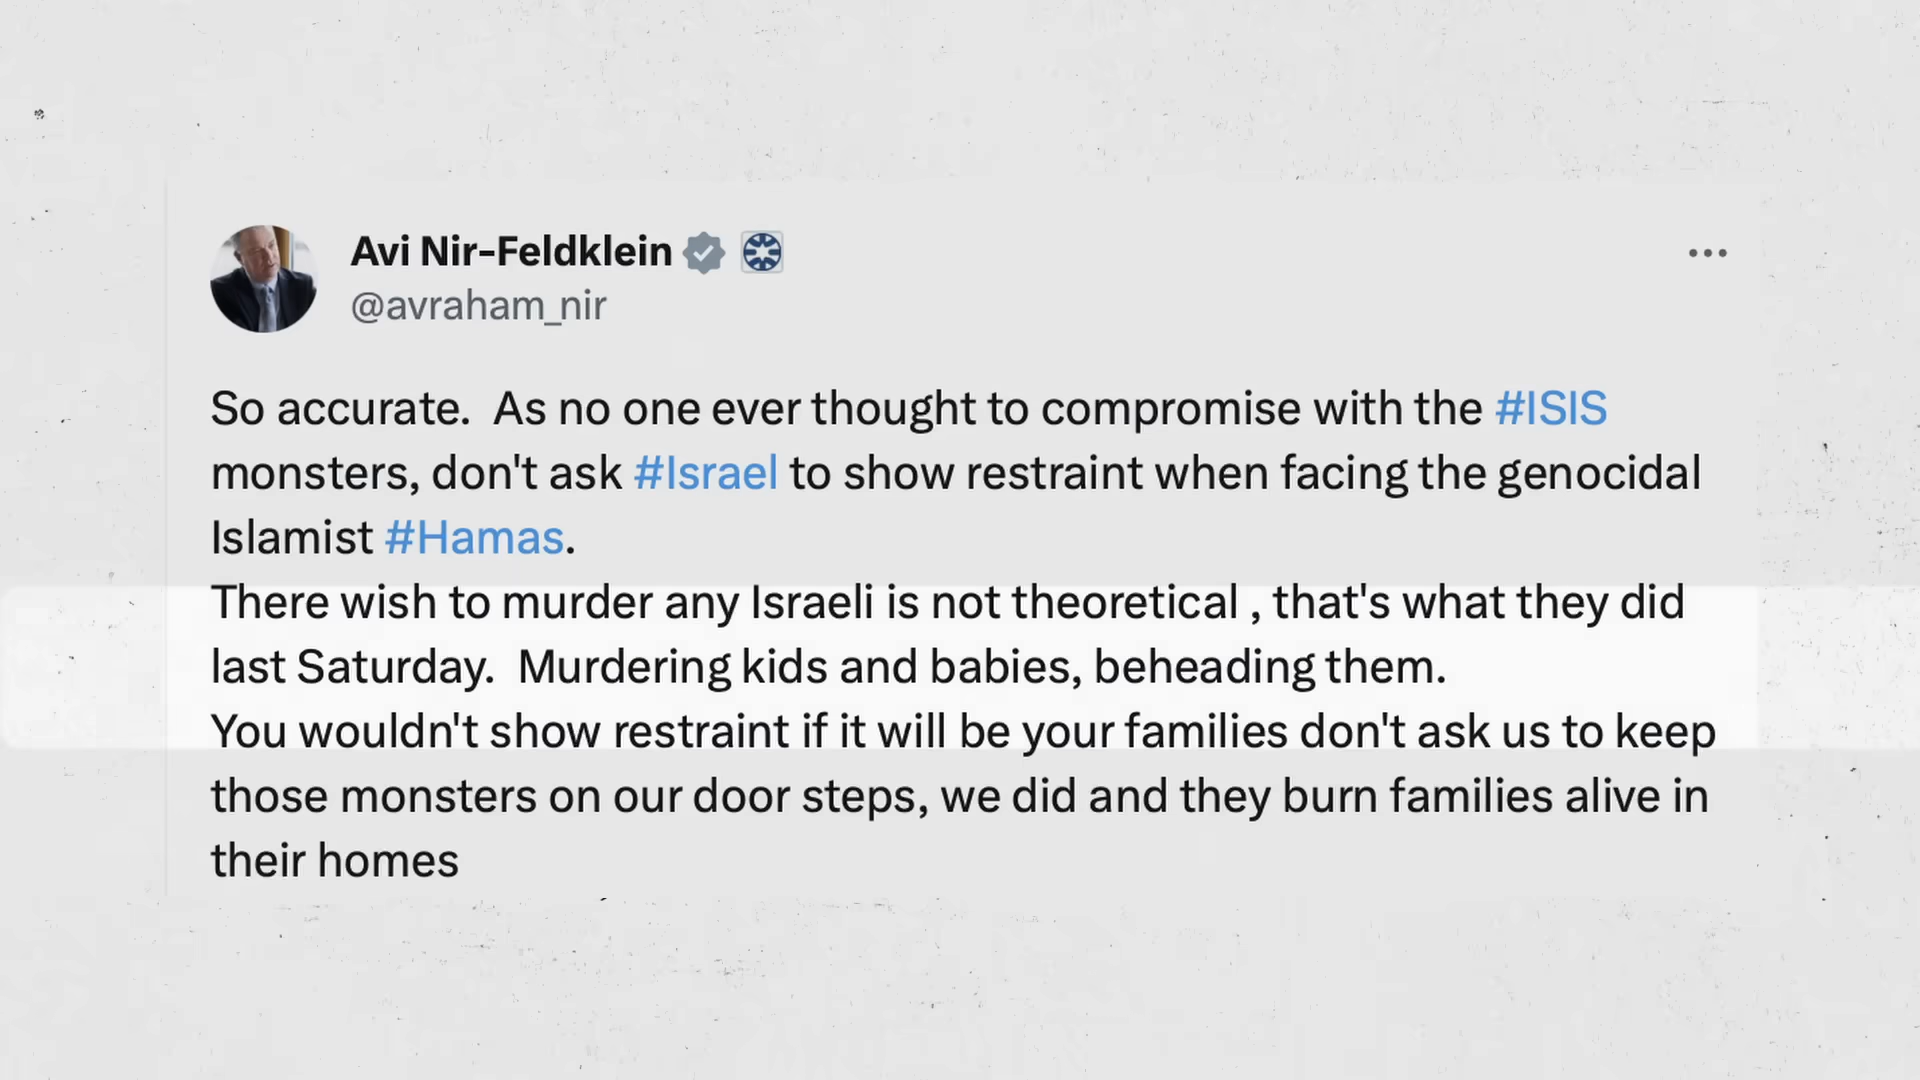 Avi Nir-Feldklein
@avraham_nir
So accurate.  As no one ever thought to compromise with the #ISIS
monsters, don't ask #Israel to show restraint when facing the genocidal
Islamist #Hamas.
There wish to murder any Israeli is not theoretical , that's what they did
last Saturday.  Murdering kids and babies, beheading them.
You wouldn't show restraint if it will be your families don't ask us to keep
those monsters on our door steps, we did and they burn families alive in
their homes